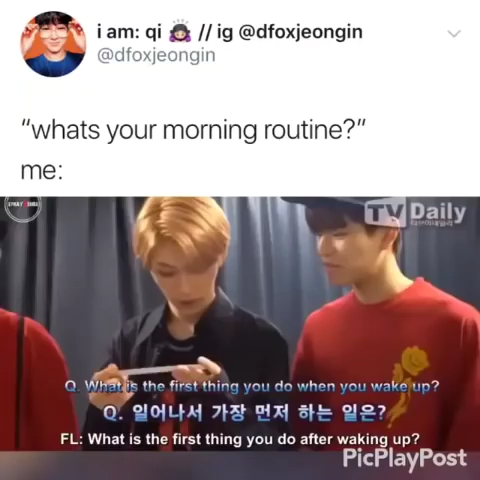 i am: qi 🙇🏻‍♀️ // ig @dfoxjeongin
@dfoxjeongin
“whats your morning routine?”
me:
TV Daily
Q. What is the first thing you do when you wake up?
Q. 일어나서 가장 먼저 하는 일은?
FL: What is the first thing you do after waking up?
PicPlayPost